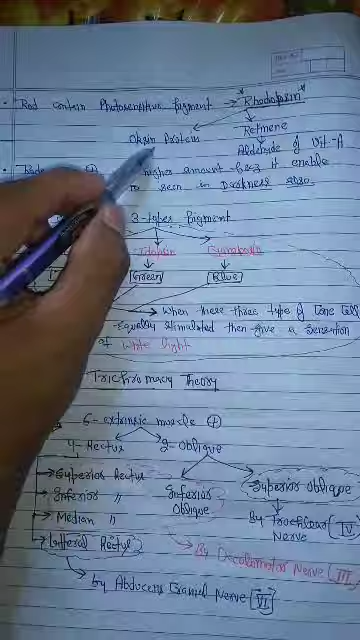 • Rod contain Photosensitive Pigment → * Rhodopsin *
Opsin Protein
Retinene
Aldehyde of Vit-A
higher amount bcz it enable
to seen in Darkness also.
3-types Pigment
Green
Blue
→ When these three type of Cone Cell
Equally stimulated then give a Sensation
of white light
Trichromacy Theory
6-extrinsic muscle
4-Rectus 2-Oblique
Superior Rectus
Inferior "
Median "
Lateral Rectus
Inferior Oblique
Superior Oblique
By Trochlear Nerve (IV)
By Occulomotor Nerve (III)
by Abducens Cranial Nerve (VI)